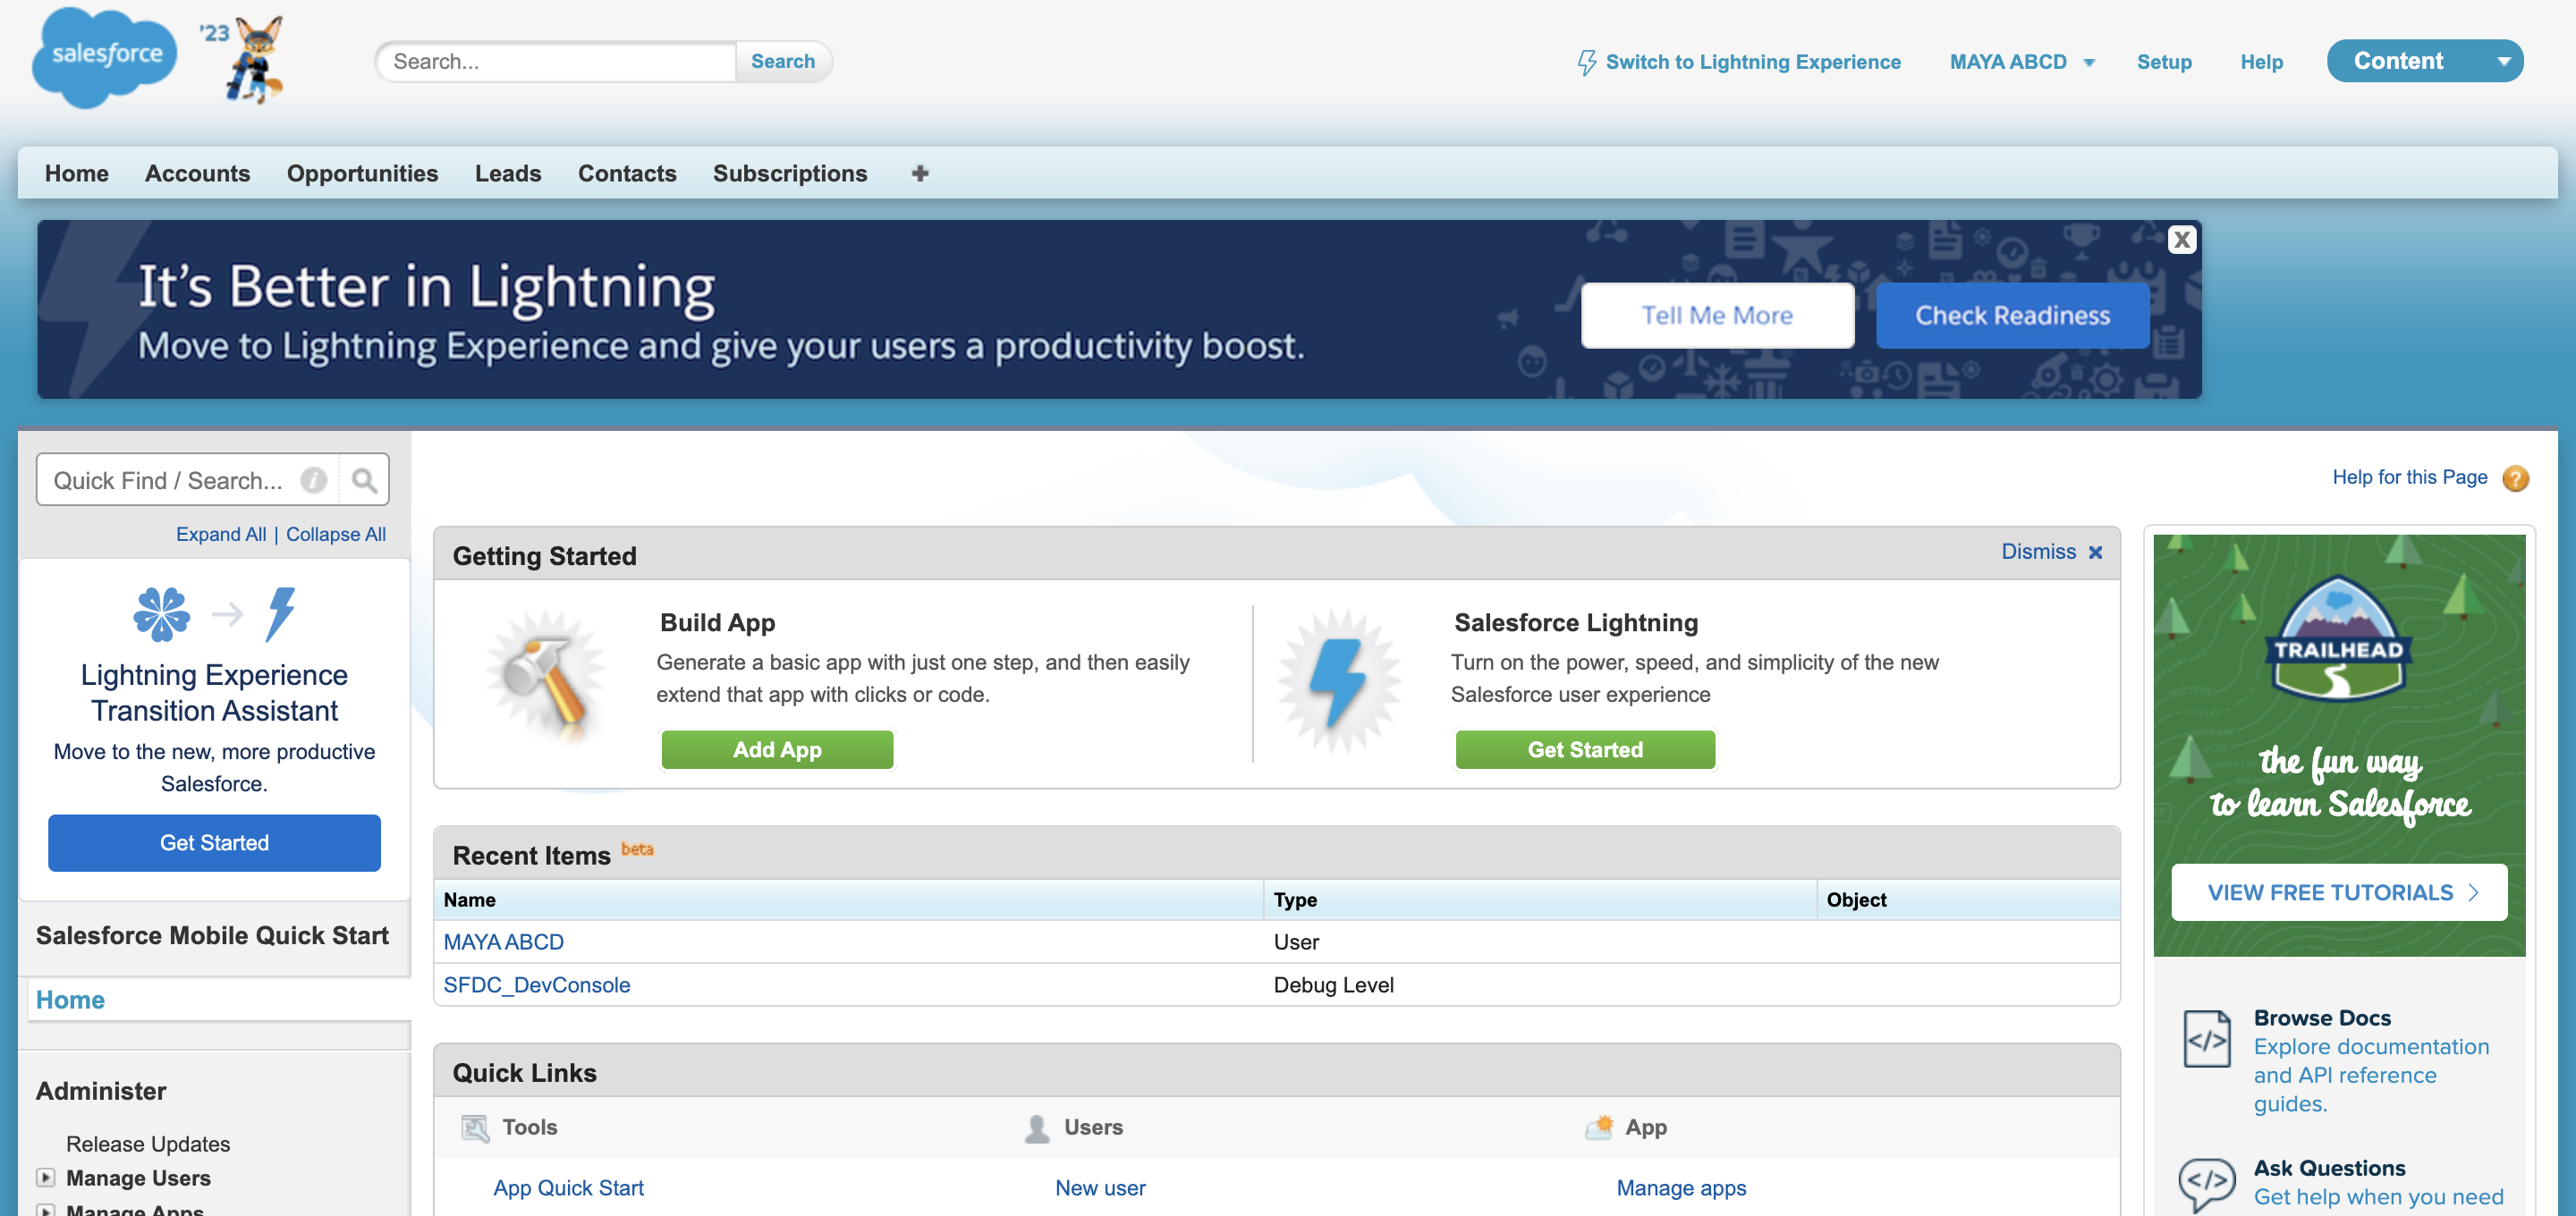 salesforce
'23
Search...
Search
Switch to Lightning Experience
MAYA ABCD
Setup
Help
Content
Home
Accounts
Opportunities
Leads
Contacts
Subscriptions
It's Better in Lightning
Move to Lightning Experience and give your users a productivity boost.
Tell Me More
Check Readiness
X
Quick Find / Search...
Expand All | Collapse All
Lightning Experience
Transition Assistant
Move to the new, more productive
Salesforce.
Get Started
Salesforce Mobile Quick Start
Home
Administer
Release Updates
Manage Users
Manage Apps
Help for this Page
Getting Started
Dismiss
Build App
Generate a basic app with just one step, and then easily
extend that app with clicks or code.
Add App
Salesforce Lightning
Turn on the power, speed, and simplicity of the new
Salesforce user experience
Get Started
Recent Items beta
Name
Type
Object
MAYA ABCD
User
SFDC_DevConsole
Debug Level
Quick Links
Tools
Users
App
App Quick Start
New user
Manage apps
TRAILHEAD
the fun way
to learn Salesforce
VIEW FREE TUTORIALS
Browse Docs
Explore documentation
and API reference
guides.
Ask Questions
Get help when you need